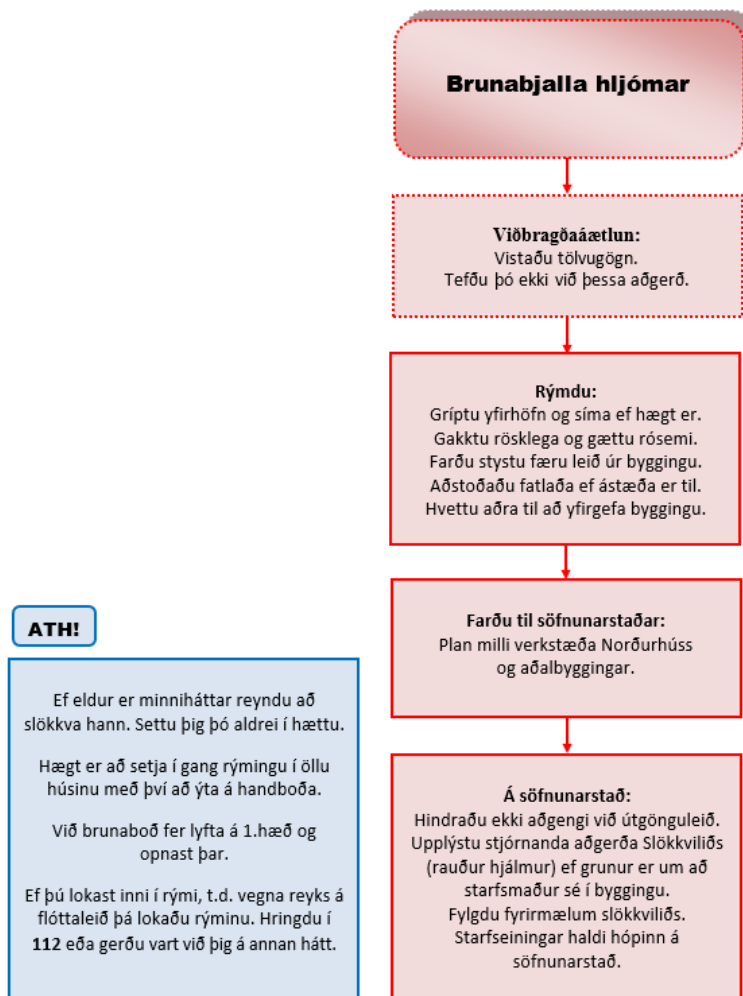 Brunabjalla hljómar
Viðbragðaáætlun:
Vistaðu tölvugögn.
Tefðu þó ekki við þessa aðgerð.
Rýmdu:
Gríptu yfirhöfn og síma ef hægt er.
Gakktu rösklega og gættu rósemi.
Farðu stystu færu leið úr byggingu.
Aðstoðaðu fatlaða ef ástæða er til.
Hvettu aðra til að yfirgefa byggingu.
Farðu til söfnunarstaðar:
Plan milli verkstæða Norðurhúss
og aðalbyggingar.
Á söfnunarstað:
Hindraðu ekki aðgengi við útgönguleið.
Upplýstu stjórnanda aðgerða Slökkviliðs
(rauður hjálmur) ef grunur er um að
starfsmaður sé í byggingu.
Fylgdu fyrirmælum slökkviliðs.
Starfseiningar haldi hópinn á
söfnunarstað.
ATH!
Ef eldur er minniháttar reyndu að
slökkva hann. Settu þig þó aldrei í hættu.
Hægt er að setja í gang rýmingu í öllu
húsinu með því að ýta á handboða.
Við brunaboð fer lyfta á 1.hæð og
opnast þar.
Ef þú lokast inni í rými, t.d. vegna reyks á
flóttaleið þá lokaðu rýminu. Hringdu í
112 eða gerðu vart við þig á annan hátt.